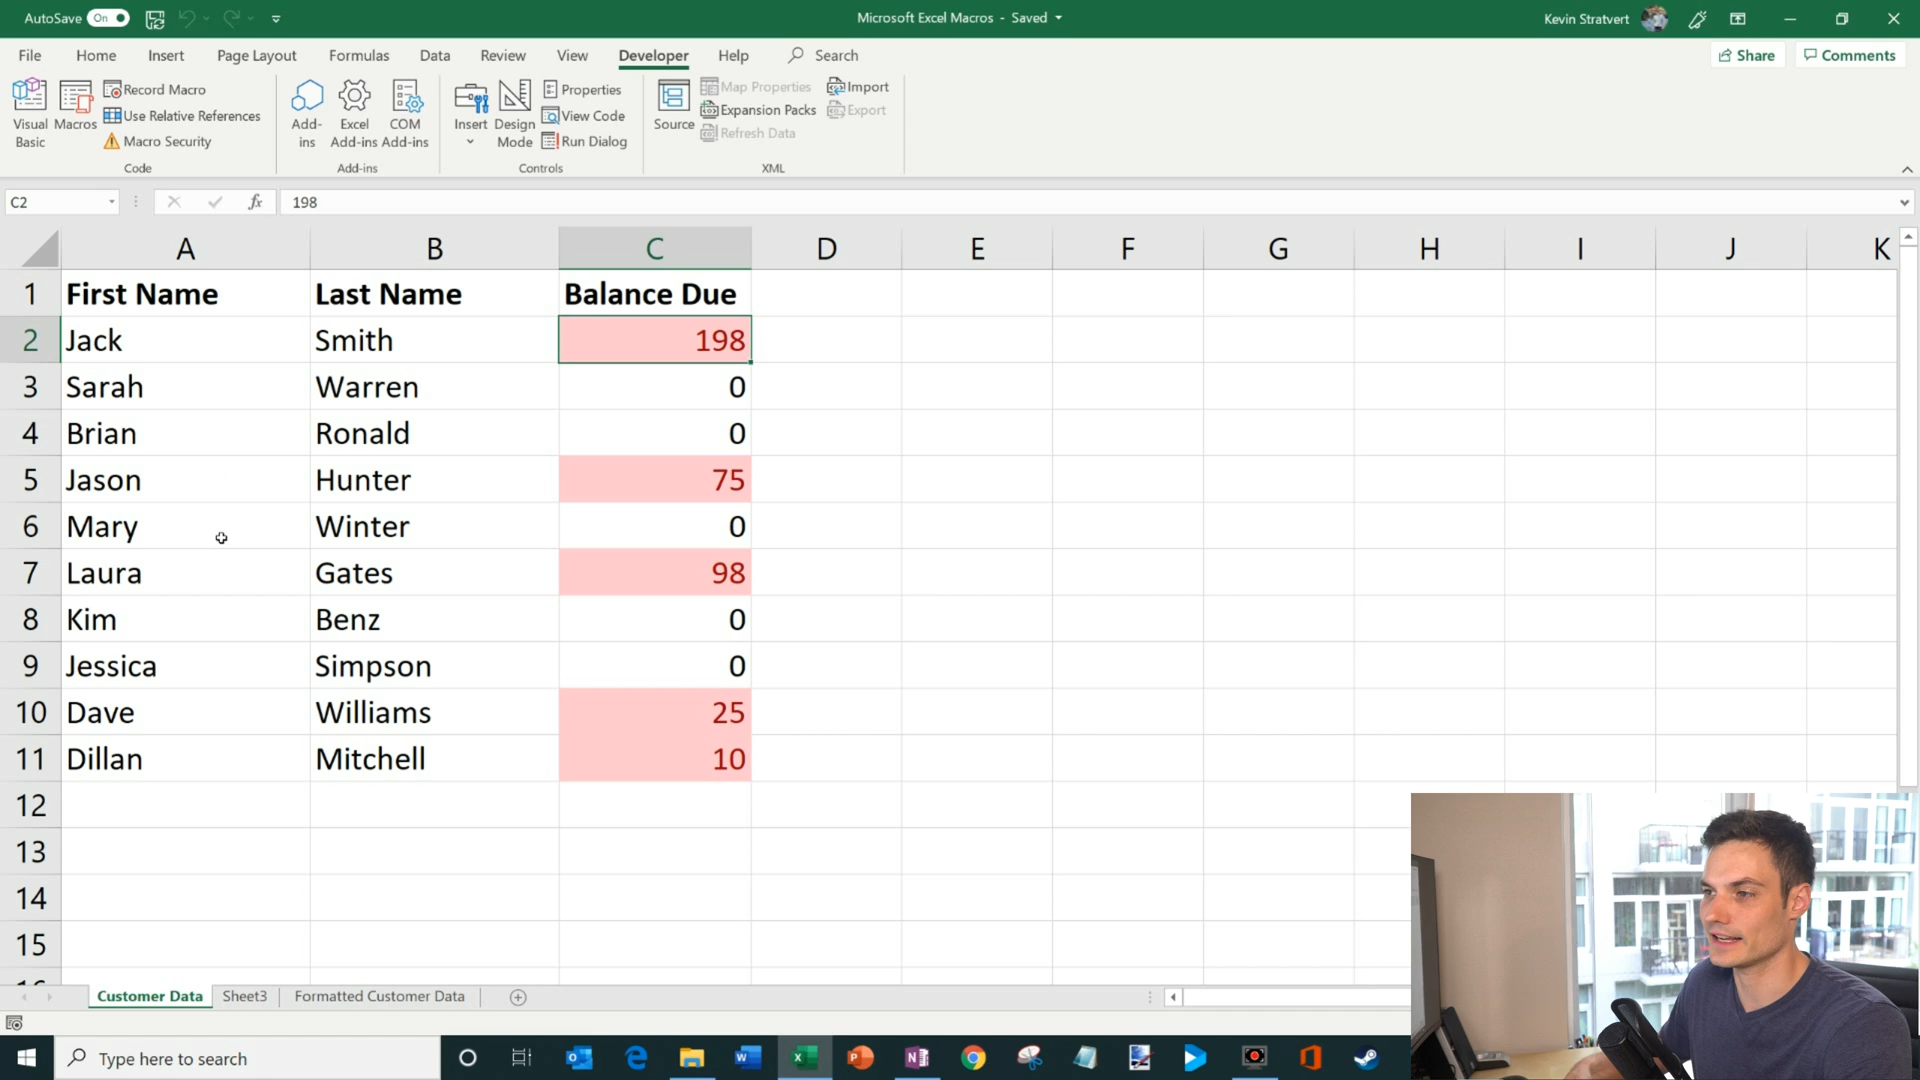 AutoSave On
Microsoft Excel Macros - Saved
Kevin Stratvert
File Home Insert Page Layout Formulas Data Review View Developer Help Search
Share Comments
Visual Basic
Macros
Record Macro
Use Relative References
Macro Security
Code
Add-ins
Excel Add-ins
COM Add-ins
Add-ins
Insert
Design Mode
Properties
View Code
Run Dialog
Controls
Source
Map Properties
Expansion Packs
Refresh Data
Import
Export
XML
C2
fx
198
A B C D E F G H I J K
1 First Name Last Name Balance Due
2 Jack Smith 198
3 Sarah Warren 0
4 Brian Ronald 0
5 Jason Hunter 75
6 Mary Winter 0
7 Laura Gates 98
8 Kim Benz 0
9 Jessica Simpson 0
10 Dave Williams 25
11 Dillan Mitchell 10
12
13
14
15
16
Customer Data Sheet3 Formatted Customer Data
Type here to search